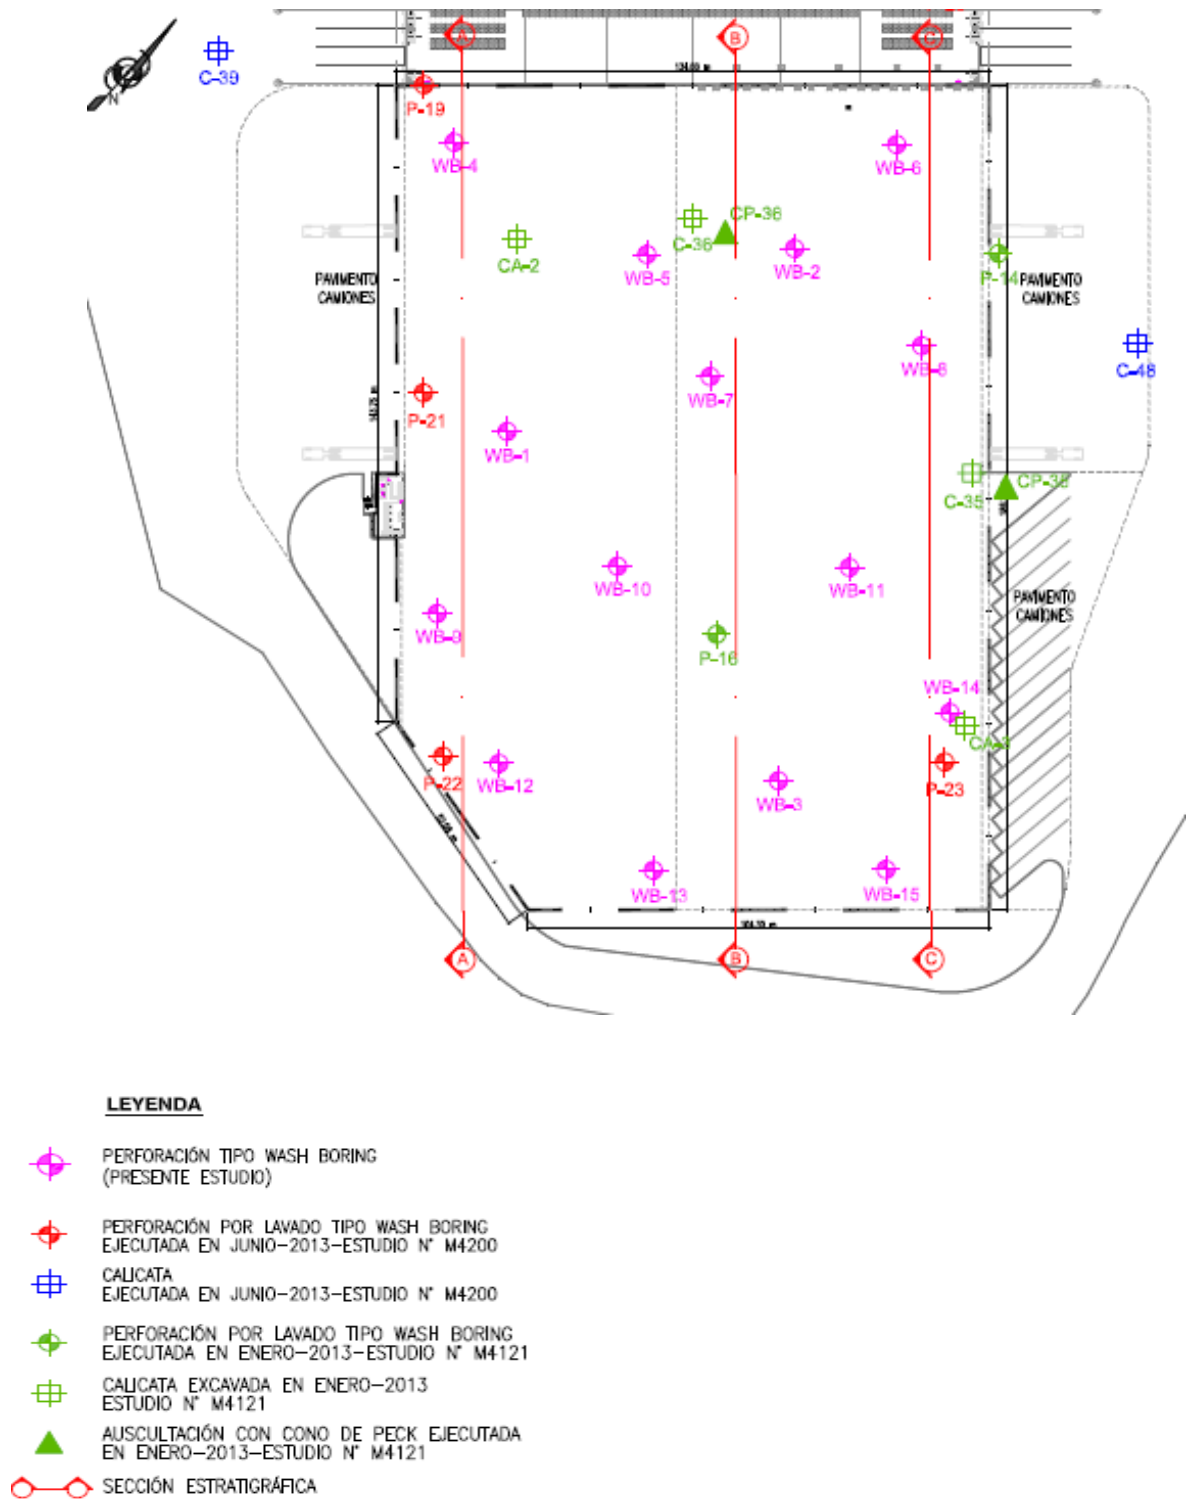 A
B
C
N
C-39
134.00 m
P-19
WB-4
WB-6
CP-36
C-36
CA-2
WB-5
WB-2
P-14
PAVIMENTO
CAMIONES
PAVIMENTO
CAMIONES
WB-8
C-48
WB-7
P-21
WB-1
C-35
WB-10
WB-11
PAVIMENTO
CAMIONES
WB-9
P-16
WB-14
P-22
WB-12
WB-3
P-23
WB-13
WB-15
A
B
C
LEYENDA
PERFORACIÓN TIPO WASH BORING
(PRESENTE ESTUDIO)
PERFORACIÓN POR LAVADO TIPO WASH BORING
EJECUTADA EN JUNIO-2013-ESTUDIO N° M4200
CALICATA
EJECUTADA EN JUNIO-2013-ESTUDIO N° M4200
PERFORACIÓN POR LAVADO TIPO WASH BORING
EJECUTADA EN ENERO-2013-ESTUDIO N° M4121
CALICATA EXCAVADA EN ENERO-2013
ESTUDIO N° M4121
AUSCULTACIÓN CON CONO DE PECK EJECUTADA
EN ENERO-2013-ESTUDIO N° M4121
SECCIÓN ESTRATIGRÁFICA